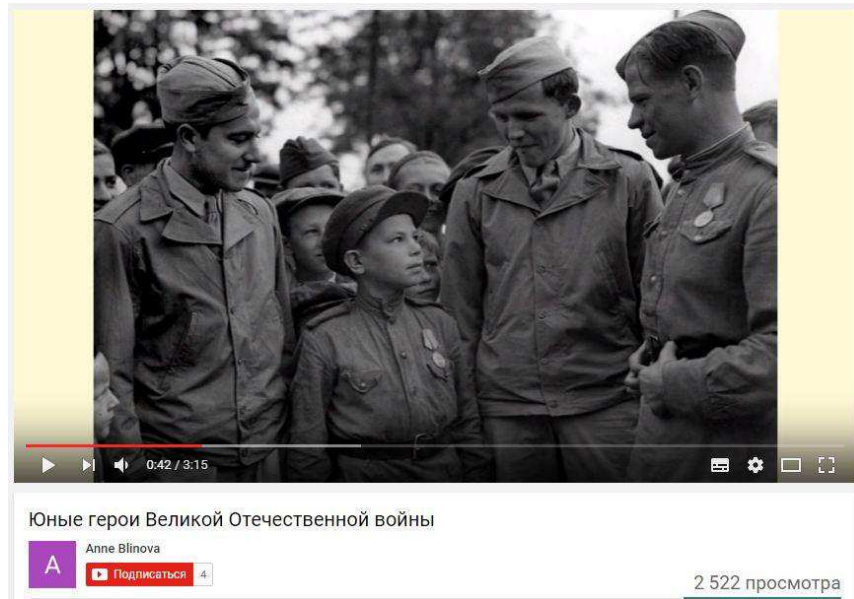 0:42 / 3:15
Юные герои Великой Отечественной войны
A
Anne Blinova
Подписаться 4
2 522 просмотра